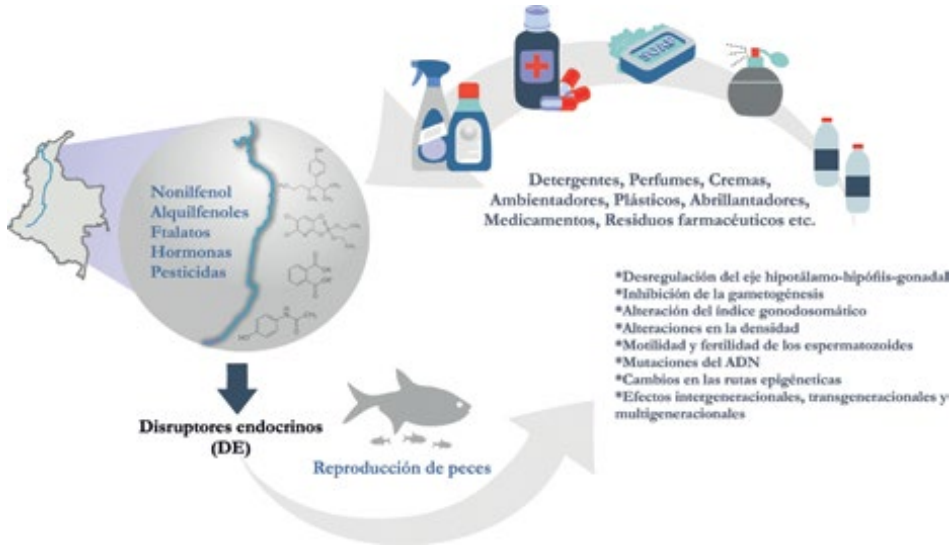 Detergentes, Perfumes, Cremas,
Ambientadores, Plásticos, Abrillantadores,
Medicamentos, Residuos farmacéuticos etc.
Nonilfenol
Alquilfenoles
Ftalatos
Hormonas
Pesticidas
Disruptores endocrinos
(DE)
Reproducción de peces
*Desregulación del eje hipotálamo-hipófiis-gonadal
*Inhibición de la gametogénesis
*Alteración del índice gonodosomático
*Alteraciones en la densidad
*Motilidad y fertilidad de los espermatozoides
*Mutaciones del ADN
*Cambios en las rutas epigéneticas
*Efectos intergeneracionales, transgeneracionales y
multigeneracionales